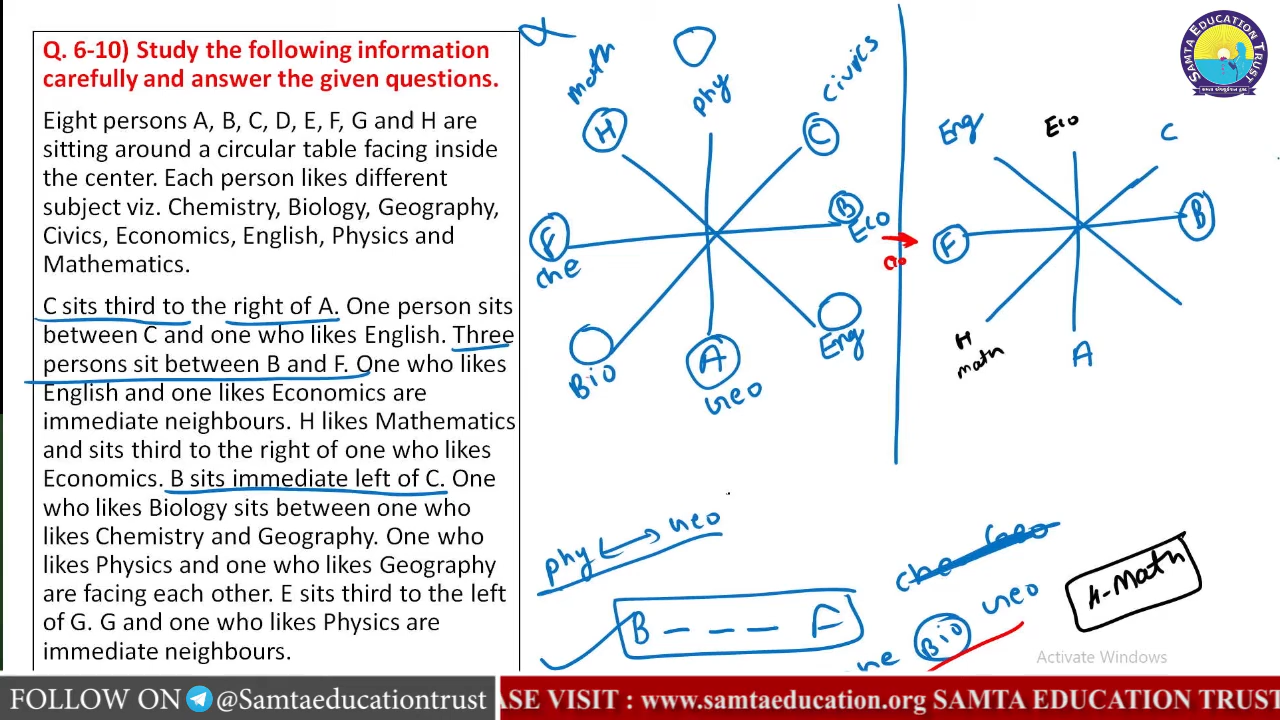 Q. 6-10) Study the following information
carefully and answer the given questions.
Eight persons A, B, C, D, E, F, G and H are
sitting around a circular table facing inside
the center. Each person likes different
subject viz. Chemistry, Biology, Geography,
Civics, Economics, English, Physics and
Mathematics.
C sits third to the right of A. One person sits
between C and one who likes English. Three
persons sit between B and F. One who likes
English and one likes Economics are
immediate neighbours. H likes Mathematics
and sits third to the right of one who likes
Economics. B sits immediate left of C. One
who likes Biology sits between one who
likes Chemistry and Geography. One who
likes Physics and one who likes Geography
are facing each other. E sits third to the left
of G. G and one who likes Physics are
immediate neighbours.
math
phy
civics
H
C
F
che
B
Eco
Bio
A
Geo
Eng
Eng
Eco
C
F
B
H
math
A
phy Geo
B - - - F
che Geo
Bio Geo
H-Math
SAMTA EDUCATION TRUST
Activate Windows
FOLLOW ON @Samtaeducationtrust
ASE VISIT : www.samtaeducation.org SAMTA EDUCATION TRUST